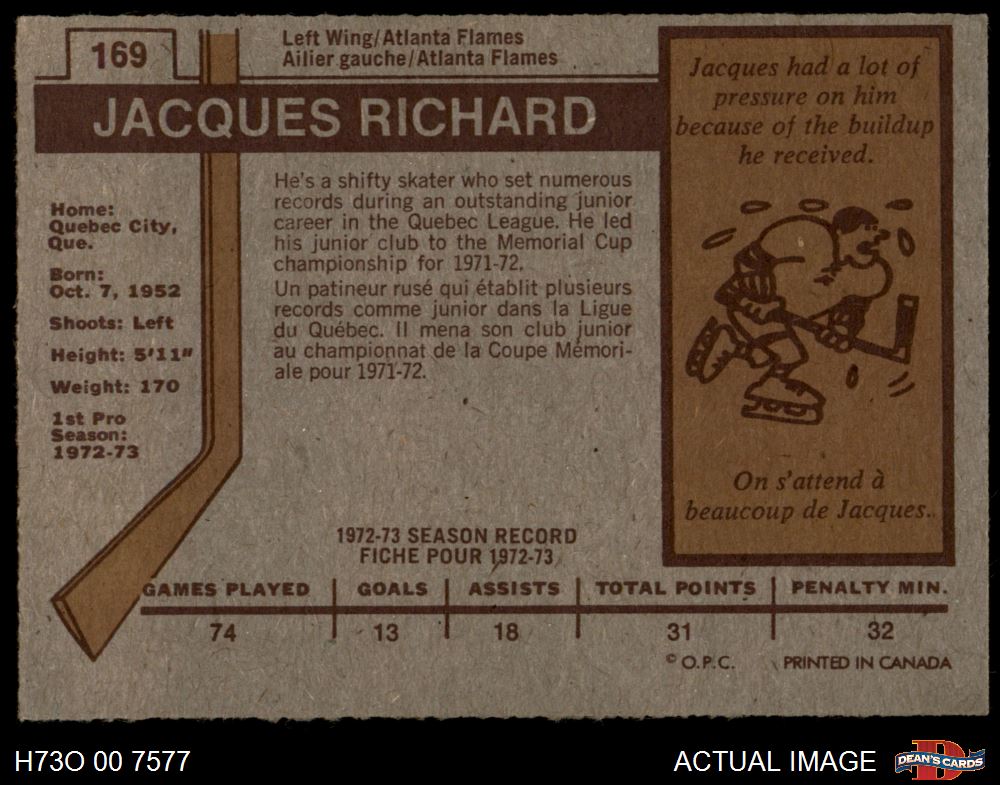 169
Left Wing/Atlanta Flames
Ailier gauche/Atlanta Flames
JACQUES RICHARD
Home:
Quebec City,
Que.
Born:
Oct. 7, 1952
Shoots: Left
Height: 5'11"
Weight: 170
1st Pro
Season:
1972-73
He's a shifty skater who set numerous
records during an outstanding junior
career in the Quebec League. He led
his junior club to the Memorial Cup
championship for 1971-72.
Un patineur rusé qui établit plusieurs
records comme junior dans la Ligue
du Québec. Il mena son club junior
au championnat de la Coupe Mémori-
ale pour 1971-72.
Jacques had a lot of
pressure on him
because of the buildup
he received.
On s'attend à
beaucoup de Jacques..
1972-73 SEASON RECORD
FICHE POUR 1972-73
GAMES PLAYED GOALS ASSISTS TOTAL POINTS PENALTY MIN.
74 13 18 31 32
© O.P.C. PRINTED IN CANADA
H73O 00 7577
ACTUAL IMAGE
DEAN'S CARDS